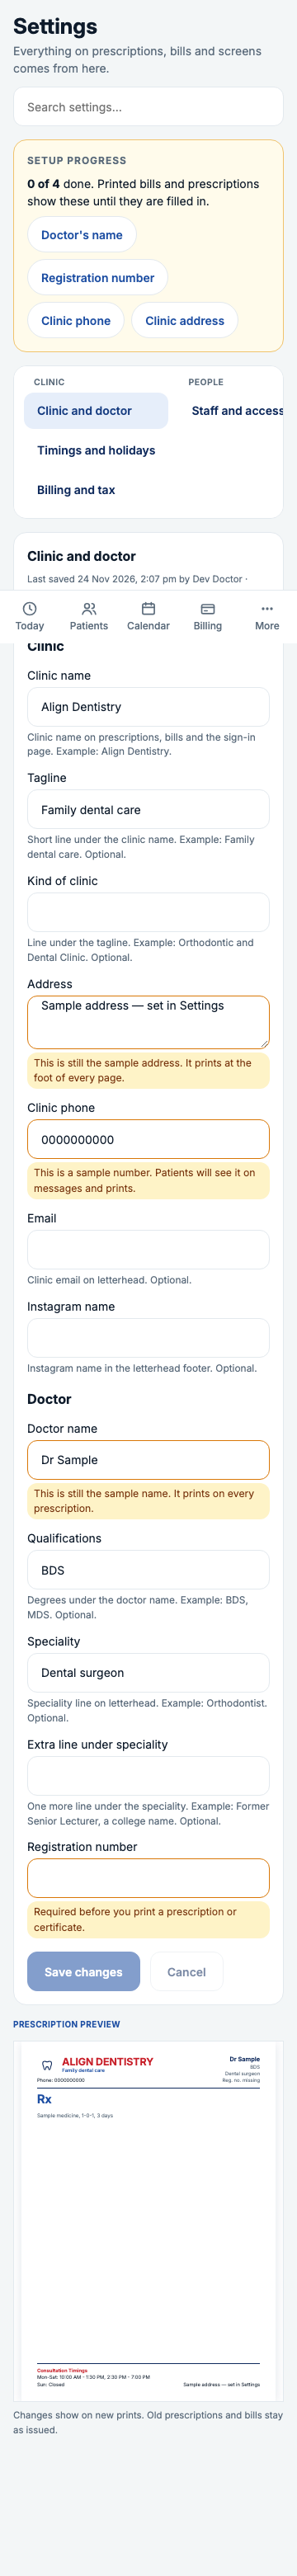 Settings
Everything on prescriptions, bills and screens
comes from here.
Search settings...
SETUP PROGRESS
0 of 4 done. Printed bills and prescriptions
show these until they are filled in.
Doctor's name
Registration number
Clinic phone
Clinic address
CLINIC
PEOPLE
Clinic and doctor
Staff and access
Timings and holidays
Billing and tax
Clinic and doctor
Last saved 24 Nov 2026, 2:07 pm by Dev Doctor ·
Today
Patients
Calendar
Billing
More
Clinic
Clinic name
Align Dentistry
Clinic name on prescriptions, bills and the sign-in
page. Example: Align Dentistry.
Tagline
Family dental care
Short line under the clinic name. Example: Family
dental care. Optional.
Kind of clinic
Line under the tagline. Example: Orthodontic and
Dental Clinic. Optional.
Address
Sample address — set in Settings
This is still the sample address. It prints at the
foot of every page.
Clinic phone
0000000000
This is a sample number. Patients will see it on
messages and prints.
Email
Clinic email on letterhead. Optional.
Instagram name
Instagram name in the letterhead footer. Optional.
Doctor
Doctor name
Dr Sample
This is still the sample name. It prints on every
prescription.
Qualifications
BDS
Degrees under the doctor name. Example: BDS,
MDS. Optional.
Speciality
Dental surgeon
Speciality line on letterhead. Example: Orthodontist.
Optional.
Extra line under speciality
One more line under the speciality. Example: Former
Senior Lecturer, a college name. Optional.
Registration number
Required before you print a prescription or
certificate.
Save changes
Cancel
PRESCRIPTION PREVIEW
ALIGN DENTISTRY
Family dental care
Phone: 0000000000
Dr Sample
BDS
Dental surgeon
Reg. no. missing
Rx
Sample medicine, 1-0-1, 3 days
Consultation Timings
Mon-Sat: 10:00 AM - 1:30 PM, 2:30 PM - 7:00 PM
Sun: Closed
Sample address — set in Settings
Changes show on new prints. Old prescriptions and bills stay
as issued.